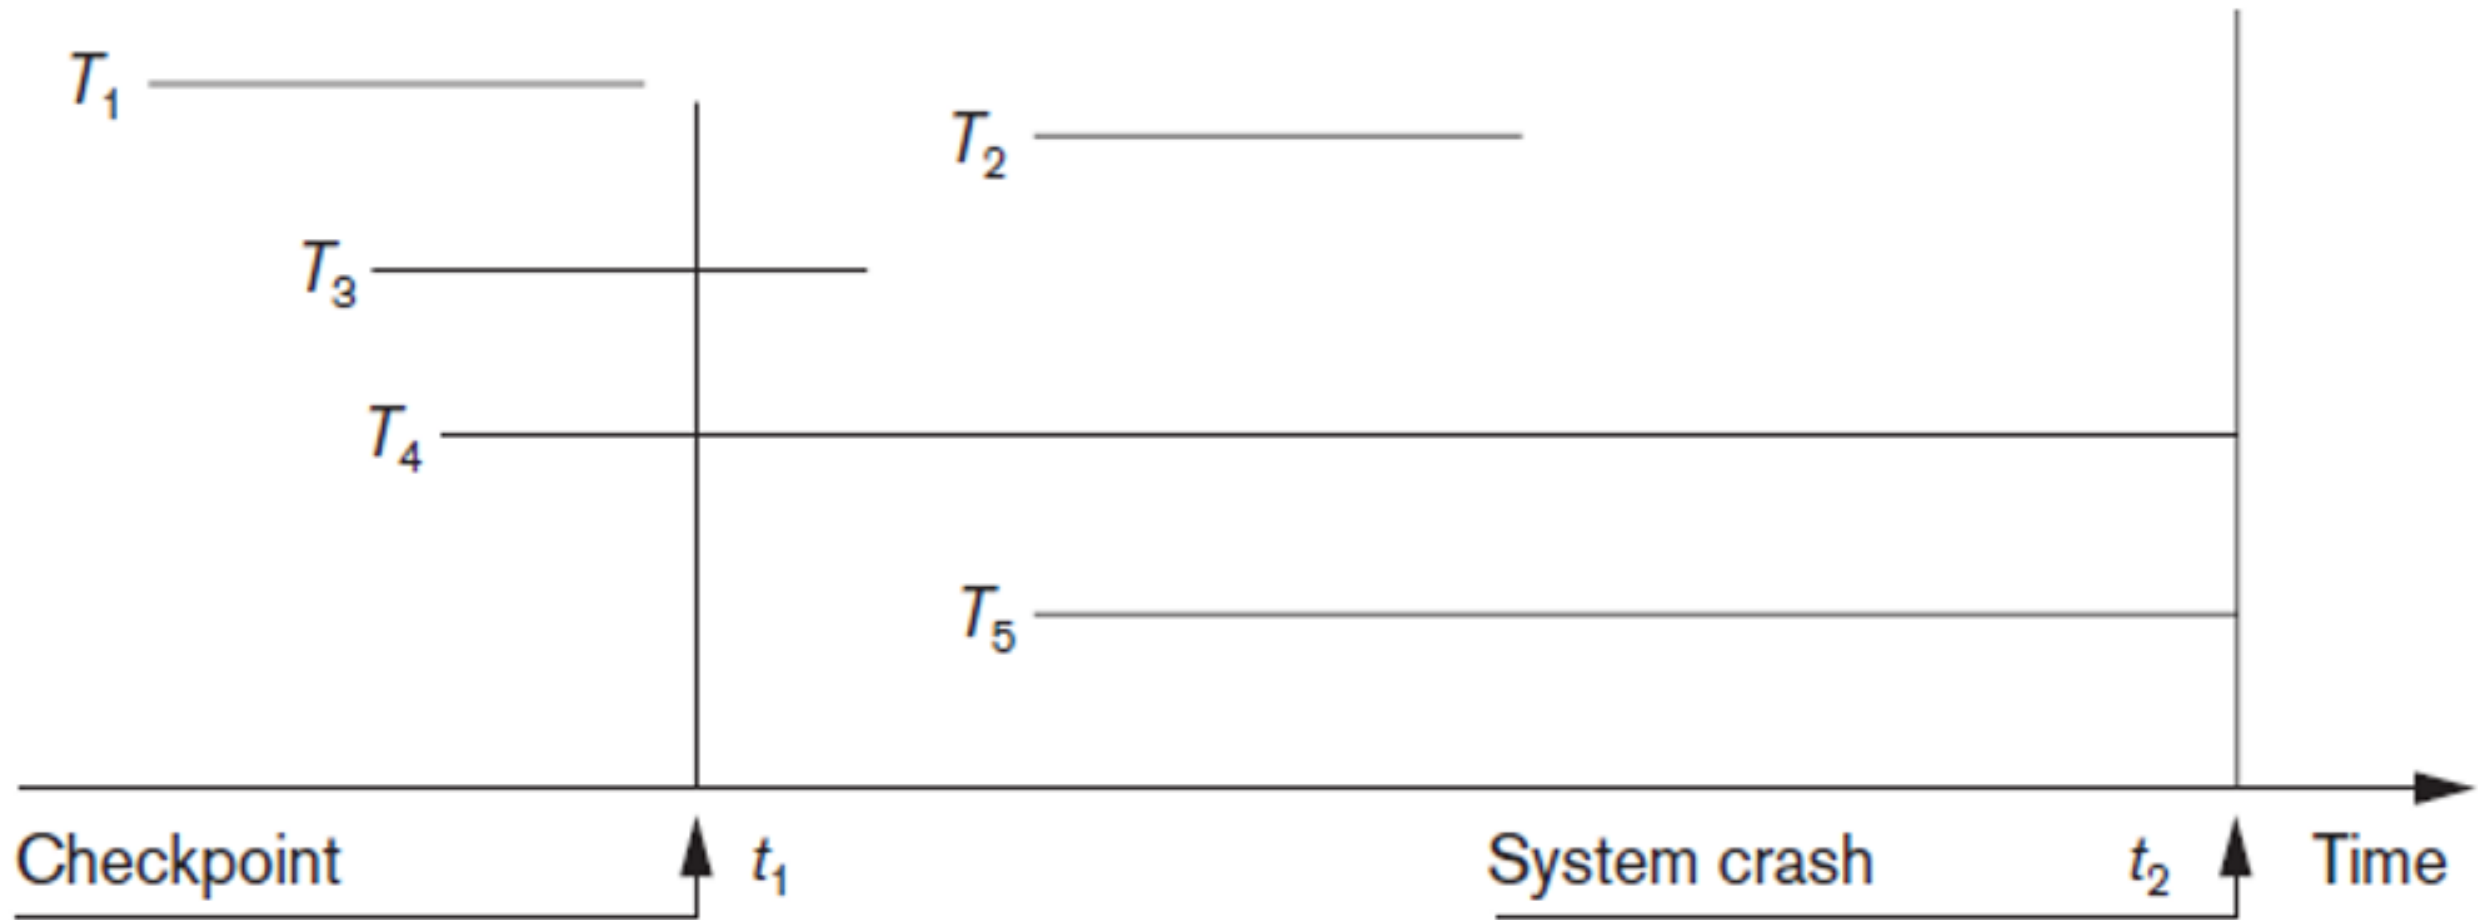 T₁
T₂
T₃
T₄
T₅
Checkpoint t₁ System crash t₂ Time